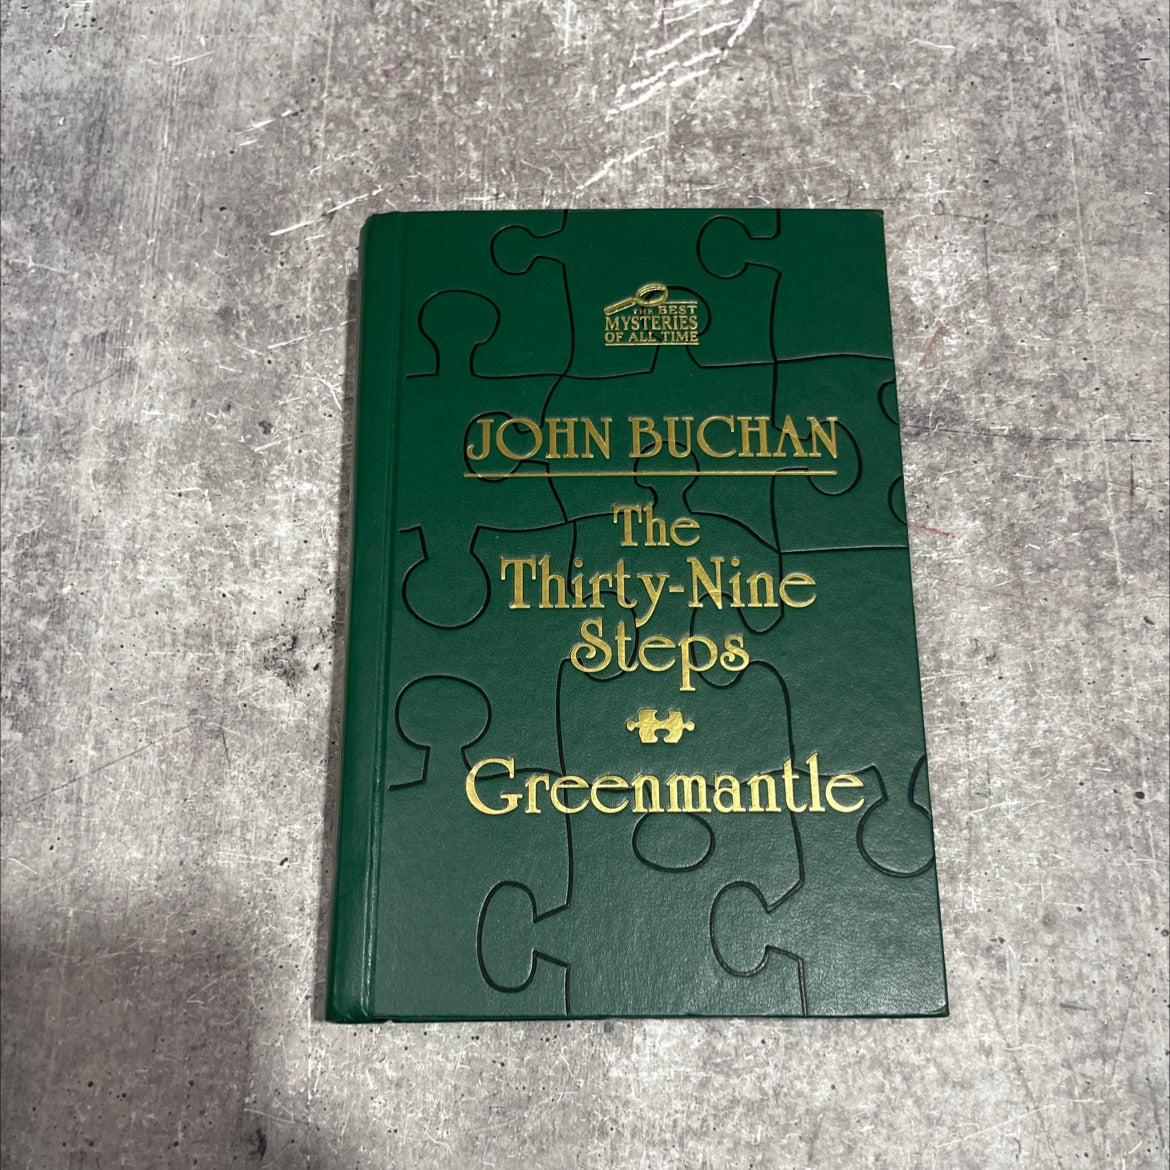 THE BEST
MYSTERIES
OF ALL TIME
JOHN BUCHAN
The
Thirty-Nine
Steps
Greenmantle